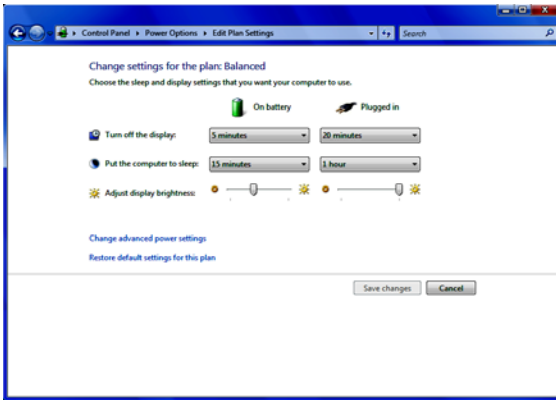 Control Panel ▸ Power Options ▸ Edit Plan Settings
Search
Change settings for the plan: Balanced
Choose the sleep and display settings that you want your computer to use.
On battery Plugged in
Turn off the display: 5 minutes 20 minutes
Put the computer to sleep: 15 minutes 1 hour
Adjust display brightness:
Change advanced power settings
Restore default settings for this plan
Save changes Cancel